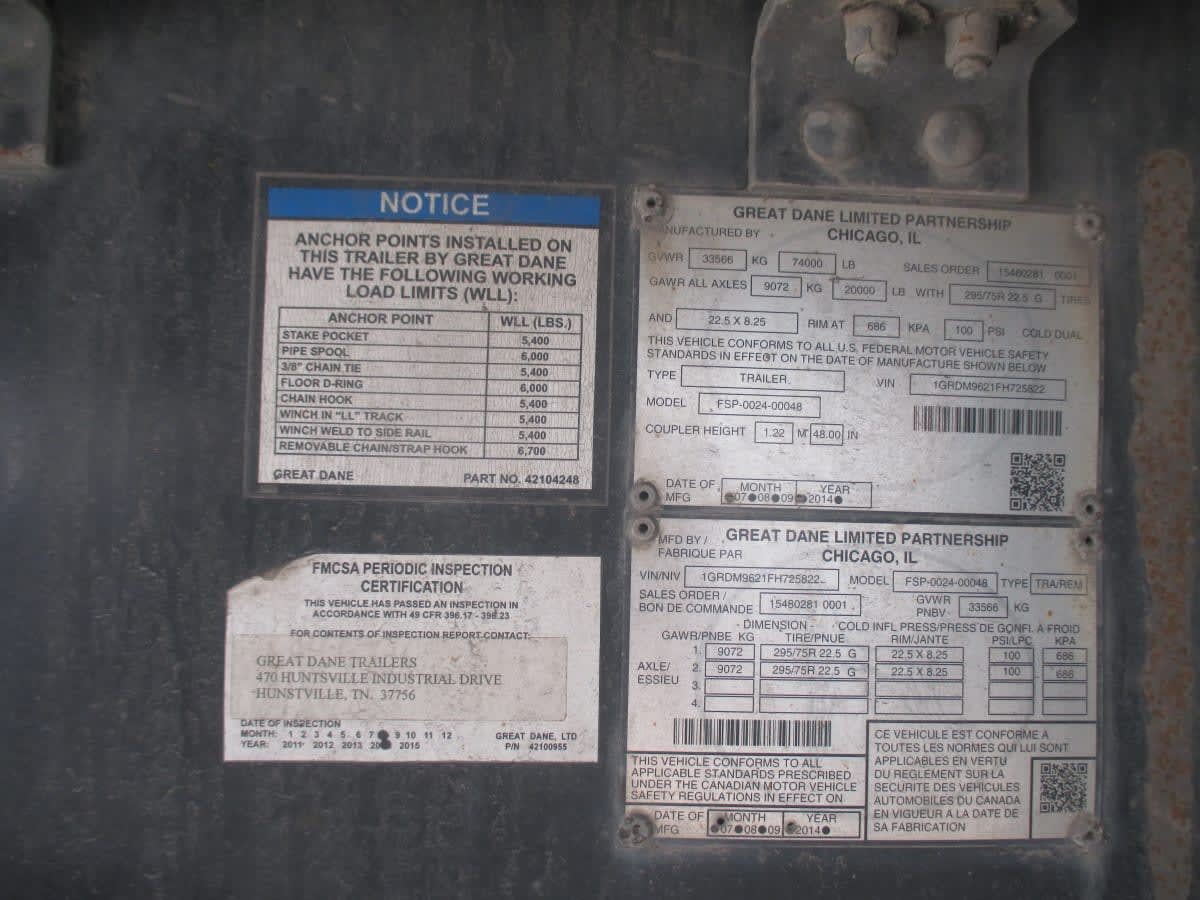 NOTICE
ANCHOR POINTS INSTALLED ON
THIS TRAILER BY GREAT DANE
HAVE THE FOLLOWING WORKING
LOAD LIMITS (WLL):
ANCHOR POINT WLL (LBS.)
STAKE POCKET 5,400
PIPE SPOOL 6,000
3/8" CHAIN TIE 5,400
FLOOR D-RING 6,000
CHAIN HOOK 5,400
WINCH IN "LL" TRACK 5,400
WINCH WELD TO SIDE RAIL 5,400
REMOVABLE CHAIN/STRAP HOOK 6,700
GREAT DANE PART NO. 42104248
FMCSA PERIODIC INSPECTION
CERTIFICATION
THIS VEHICLE HAS PASSED AN INSPECTION IN
ACCORDANCE WITH 49 CFR 396.17 - 396.23
FOR CONTENTS OF INSPECTION REPORT CONTACT:
GREAT DANE TRAILERS
470 HUNTSVILLE INDUSTRIAL DRIVE
HUNSTVILLE, TN. 37756
DATE OF INSPECTION
MONTH: 1 2 3 4 5 6 7 9 10 11 12 GREAT DANE, LTD
YEAR: 2011 2012 2013 2015 P/N 42100955
GREAT DANE LIMITED PARTNERSHIP
MANUFACTURED BY CHICAGO, IL
GVWR 33566 KG 74000 LB SALES ORDER 15480281 0001
GAWR ALL AXLES 9072 KG 20000 LB WITH 295/75R 22.5 G TIRES
AND 22.5 X 8.25 RIM AT 686 KPA 100 PSI COLD DUAL
THIS VEHICLE CONFORMS TO ALL U.S. FEDERAL MOTOR VEHICLE SAFETY
STANDARDS IN EFFECT ON THE DATE OF MANUFACTURE SHOWN BELOW
TYPE TRAILER VIN 1GRDM9621FH725822
MODEL FSP-0024-00048
COUPLER HEIGHT 1.22 M 48.00 IN
DATE OF MONTH YEAR
MFG 07 08 09 2014
MFD BY / GREAT DANE LIMITED PARTNERSHIP
FABRIQUE PAR CHICAGO, IL
VIN/NIV 1GRDM9621FH725822 MODEL FSP-0024-00048 TYPE TRA/REM
SALES ORDER / GVWR
BON DE COMMANDE 15480281 0001 PNBV 33566 KG
- DIMENSION - COLD INFL PRESS/PRESS DE GONFL A FROID
GAWR/PNBE KG TIRE/PNUE RIM/JANTE PSI/LPC KPA
1. 9072 295/75R 22.5 G 22.5 X 8.25 100 686
AXLE/ 2. 9072 295/75R 22.5 G 22.5 X 8.25 100 686
ESSIEU 3.
4.
THIS VEHICLE CONFORMS TO ALL
APPLICABLE STANDARDS PRESCRIBED
UNDER THE CANADIAN MOTOR VEHICLE
SAFETY REGULATIONS IN EFFECT ON
DATE OF MONTH YEAR
MFG 07 08 09 2014
CE VEHICULE EST CONFORME A
TOUTES LES NORMES QUI LUI SONT
APPLICABLES EN VERTU
DU REGLEMENT SUR LA
SECURITE DES VEHICULES
AUTOMOBILES DU CANADA
EN VIGUEUR A LA DATE DE
SA FABRICATION